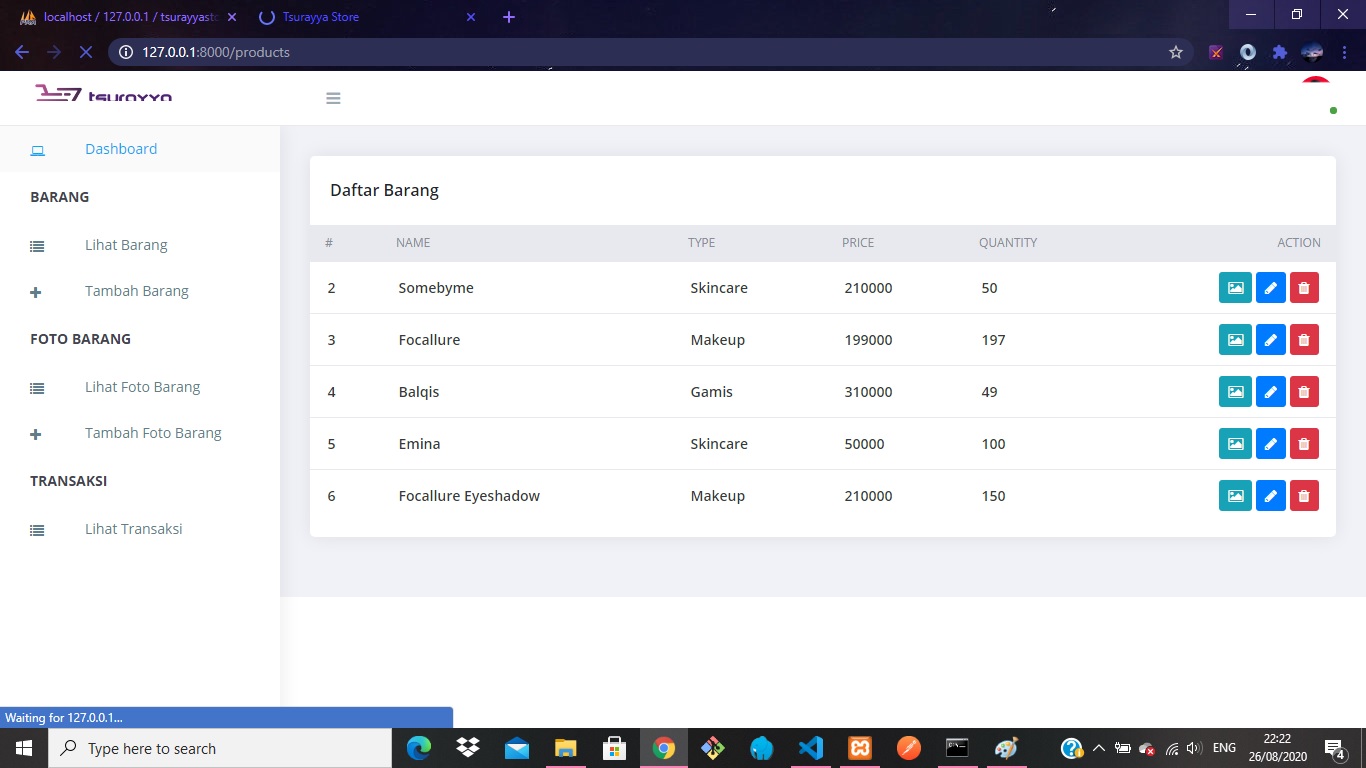 localhost / 127.0.0.1 / tsurayyast
Tsurayya Store
127.0.0.1:8000/products
tsurayya
Dashboard
BARANG
Lihat Barang
Tambah Barang
FOTO BARANG
Lihat Foto Barang
Tambah Foto Barang
TRANSAKSI
Lihat Transaksi
Daftar Barang
# NAME TYPE PRICE QUANTITY ACTION
2 Somebyme Skincare 210000 50
3 Focallure Makeup 199000 197
4 Balqis Gamis 310000 49
5 Emina Skincare 50000 100
6 Focallure Eyeshadow Makeup 210000 150
Waiting for 127.0.0.1...
Type here to search
ENG
22:22
26/08/2020
4